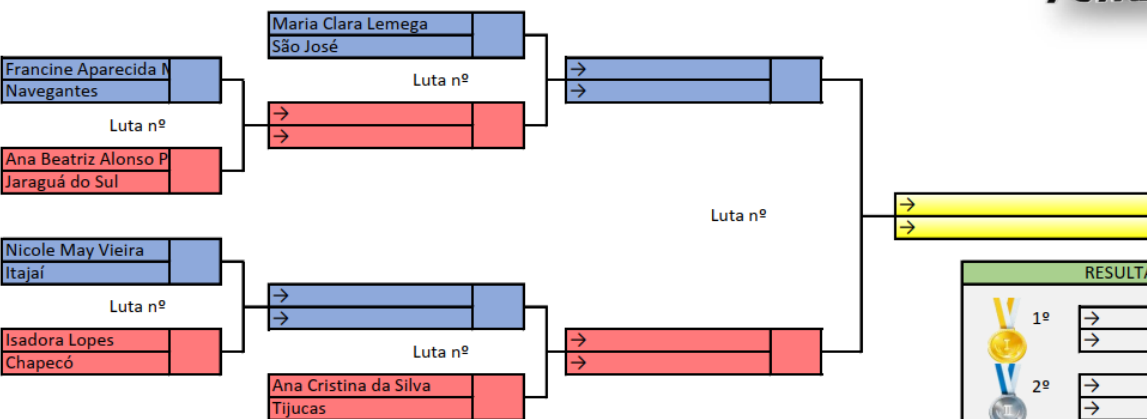 Maria Clara Lemega
São José
Francine Aparecida
Navegantes
Luta nº
Luta nº
→
→
→
→
Ana Beatriz Alonso P
Jaraguá do Sul
Luta nº
→
→
Nicole May Vieira
Itajaí
RESULTA
Luta nº
→
→
1º
→
→
Isadora Lopes
Chapecó
Luta nº
→
→
Ana Cristina da Silva
Tijucas
2º
→
→